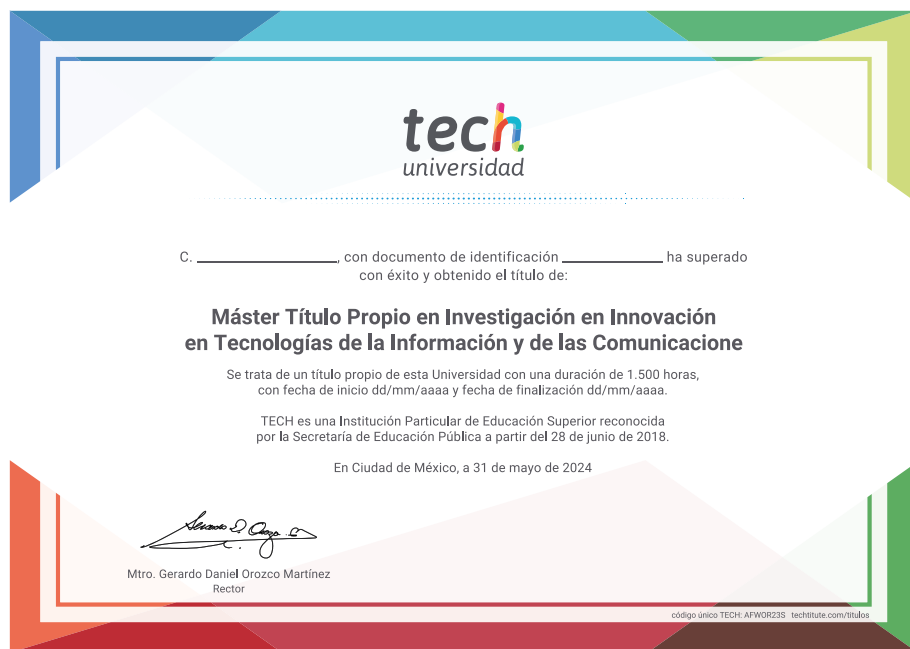 tech
universidad
C. _________________, con documento de identificación ____________ ha superado
con éxito y obtenido el título de:
Máster Título Propio en Investigación en Innovación
en Tecnologías de la Información y de las Comunicacione
Se trata de un título propio de esta Universidad con una duración de 1.500 horas,
con fecha de inicio dd/mm/aaaa y fecha de finalización dd/mm/aaaa.
TECH es una Institución Particular de Educación Superior reconocida
por la Secretaría de Educación Pública a partir del 28 de junio de 2018.
En Ciudad de México, a 31 de mayo de 2024
Mtro. Gerardo Daniel Orozco Martínez
Rector
código único TECH: AFWOR23S techtitute.com/titulos